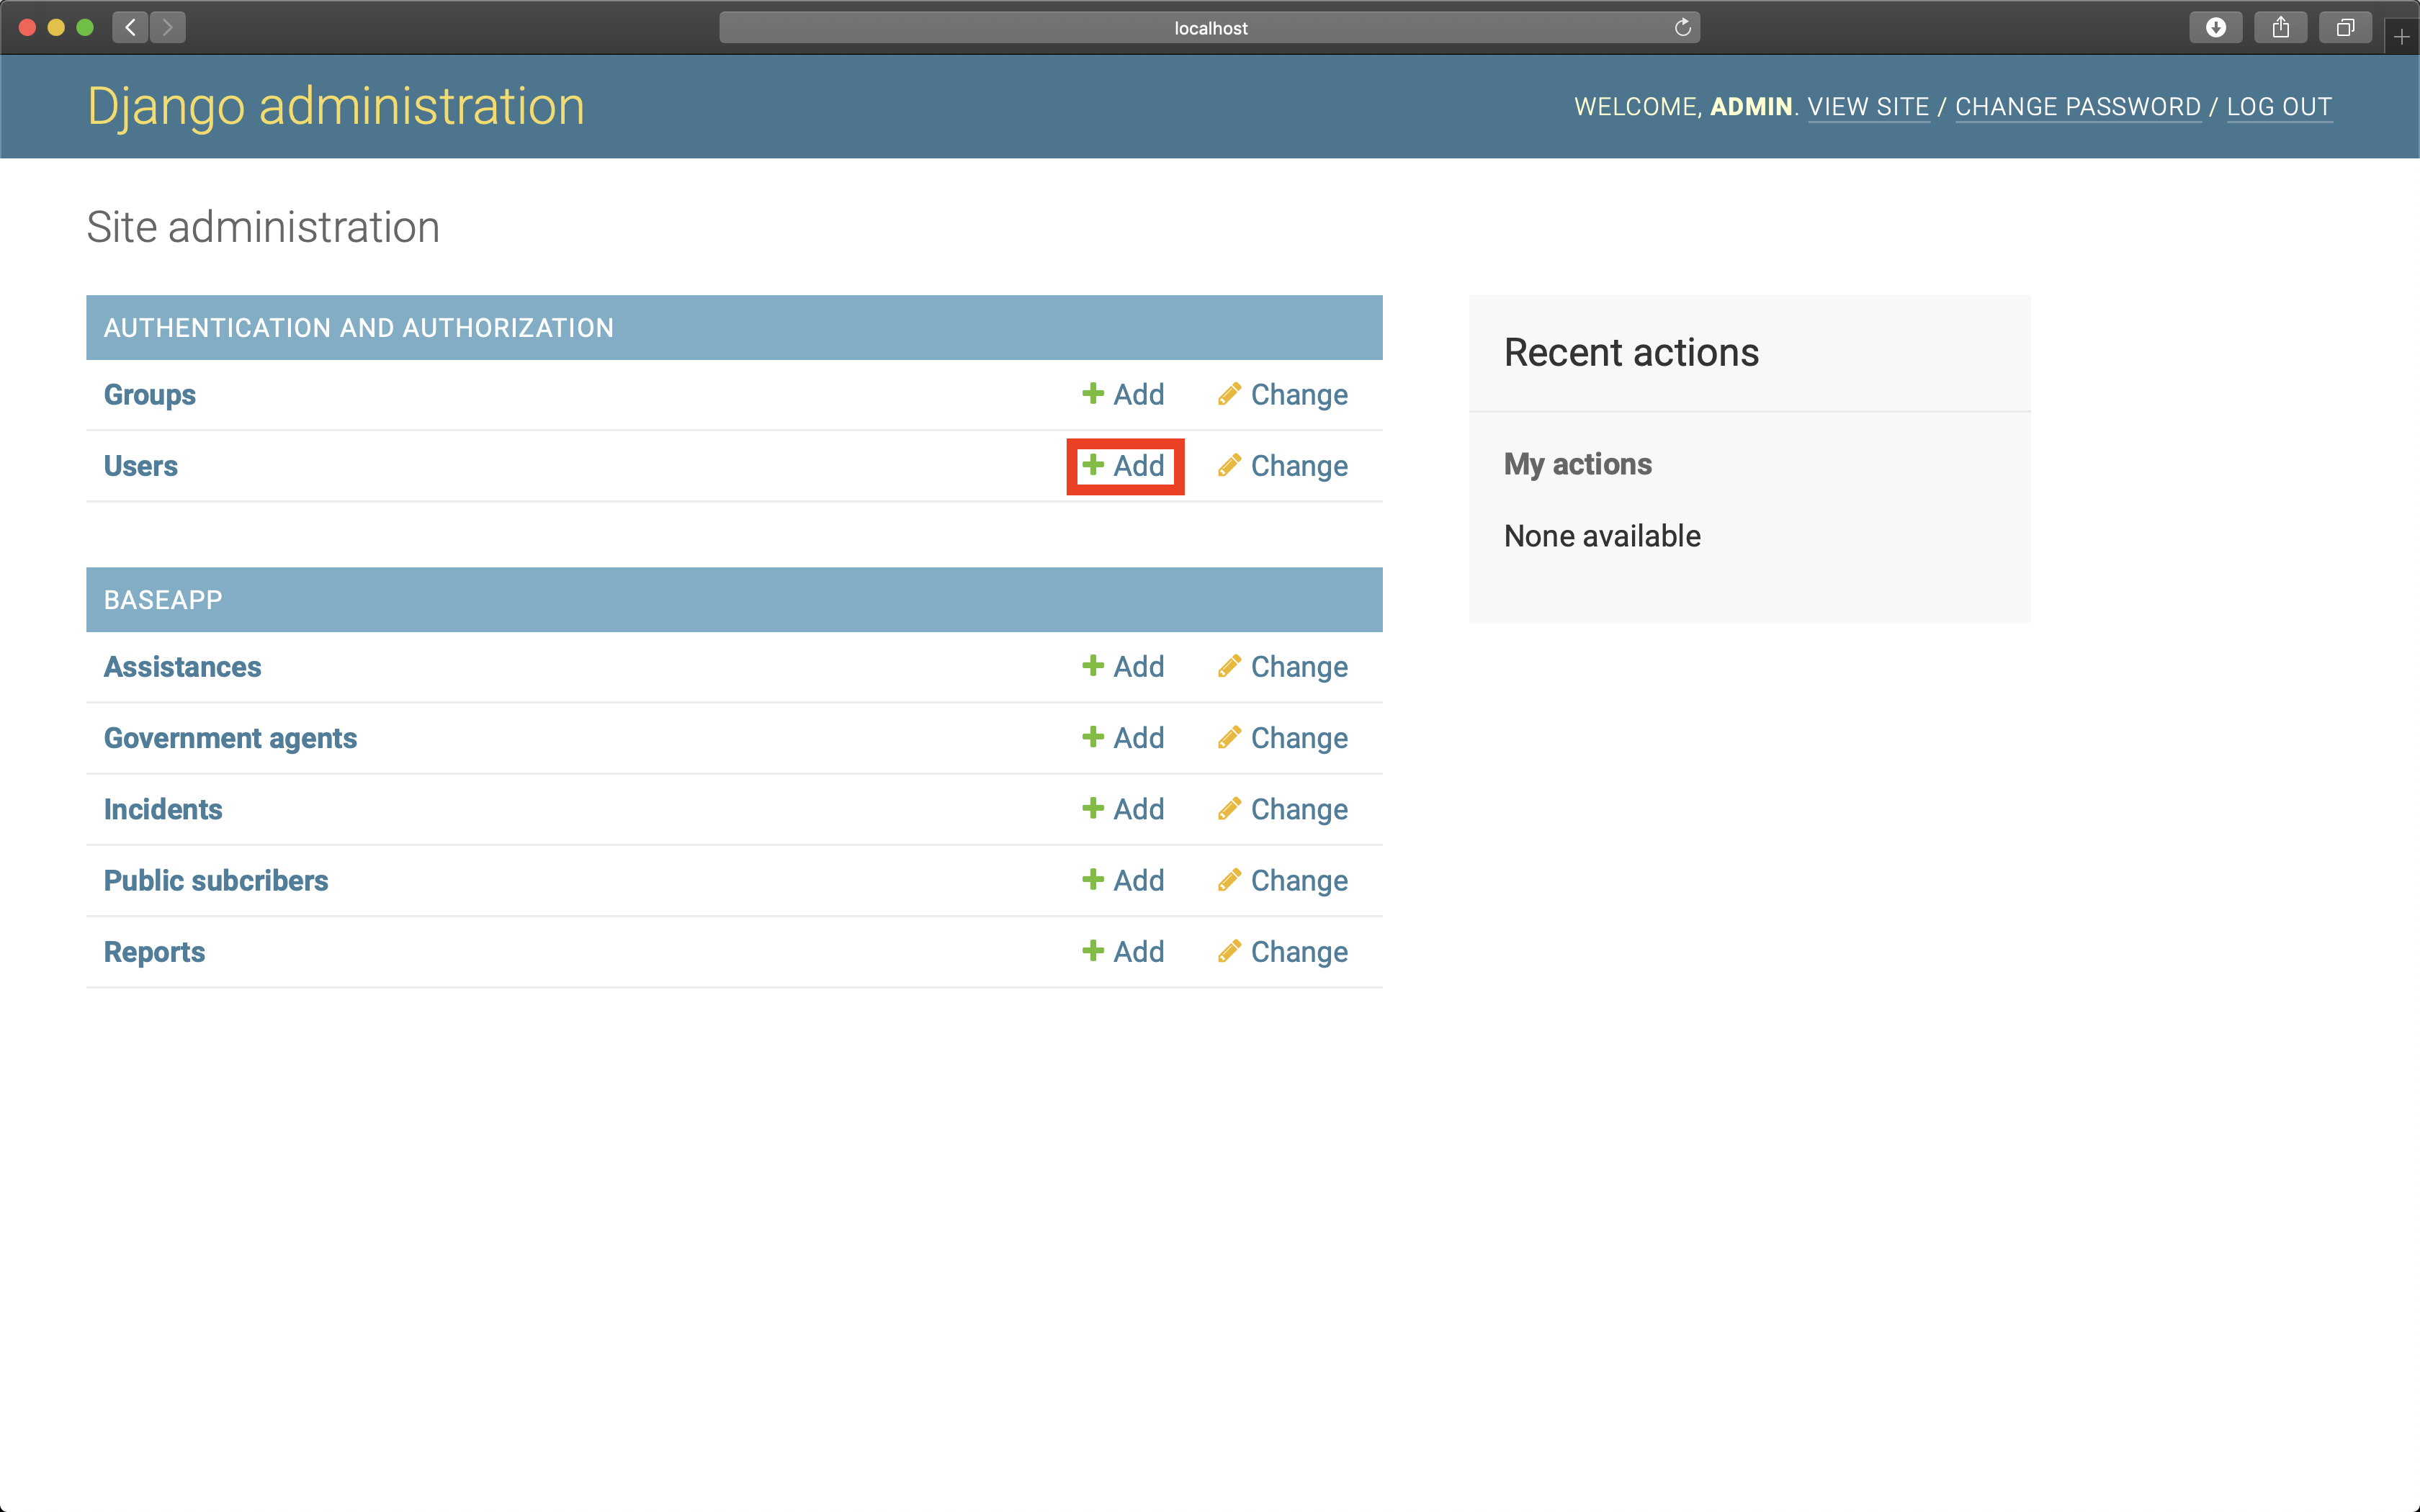 localhost
Django administration
WELCOME, ADMIN. VIEW SITE / CHANGE PASSWORD / LOG OUT
Site administration
AUTHENTICATION AND AUTHORIZATION
Groups Add Change
Users Add Change
BASEAPP
Assistances Add Change
Government agents Add Change
Incidents Add Change
Public subcribers Add Change
Reports Add Change
Recent actions
My actions
None available